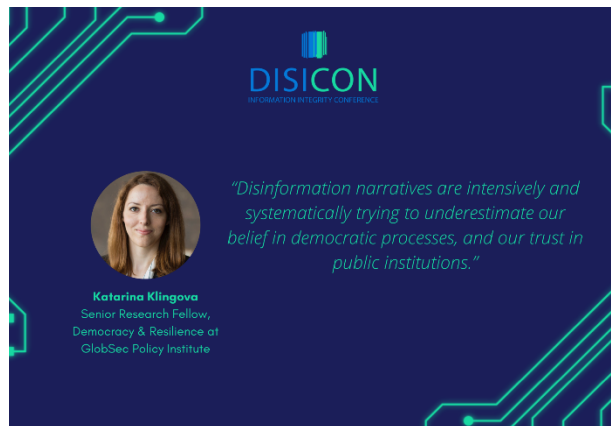 DISICON
INFORMATION INTEGRITY CONFERENCE
“Disinformation narratives are intensively and
systematically trying to underestimate our
belief in democratic processes, and our trust in
public institutions.”
Katarina Klingova
Senior Research Fellow,
Democracy & Resilience at
GlobSec Policy Institute